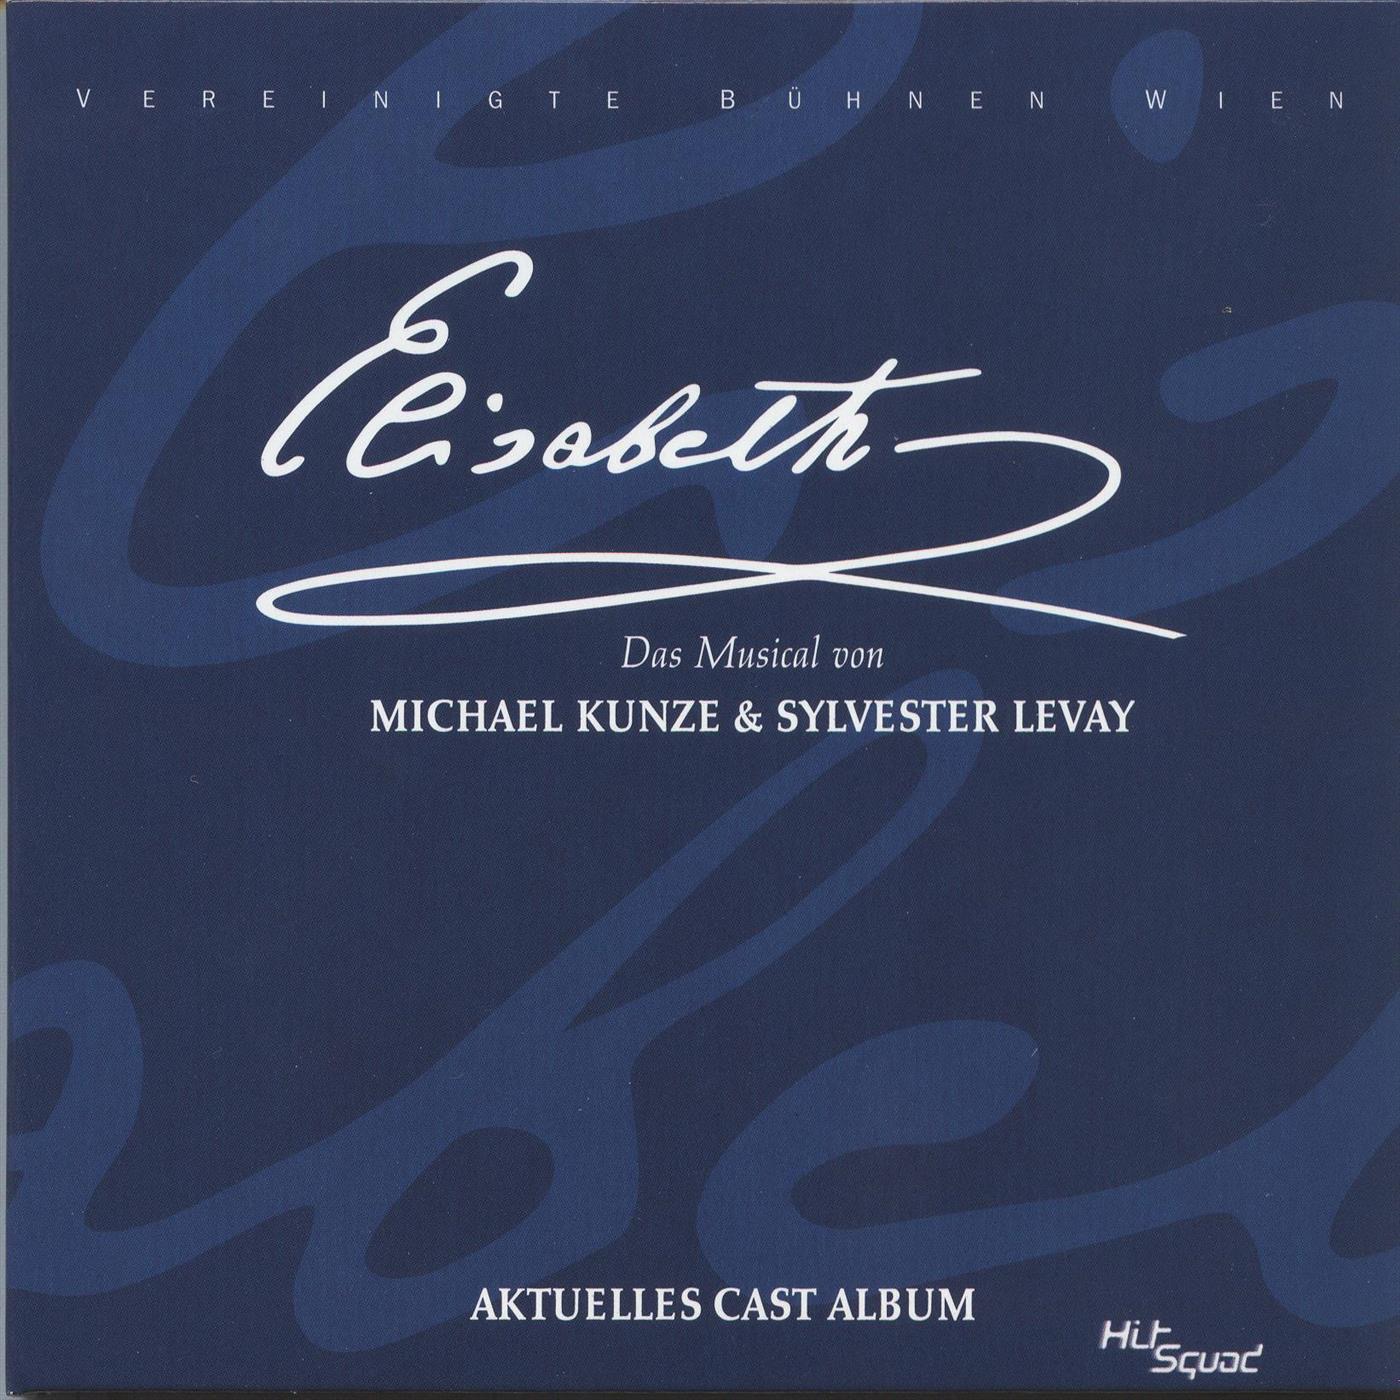 VEREINIGTE BÜHNEN WIEN
Elisabeth
Das Musical von
MICHAEL KUNZE & SYLVESTER LEVAY
AKTUELLES CAST ALBUM
Hit
Squad